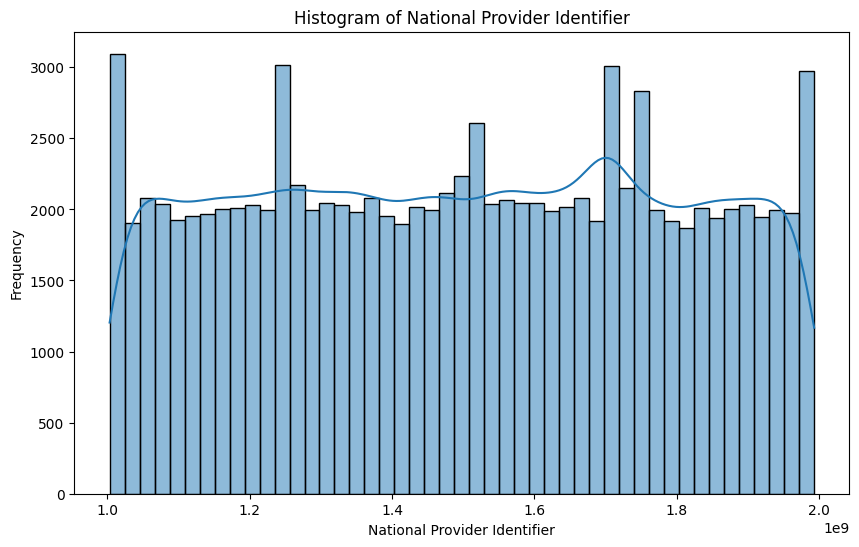 Histogram of National Provider Identifier
Frequency
3000
2500
2000
1500
1000
500
0
1.0 1.2 1.4 1.6 1.8 2.0
1e9
National Provider Identifier